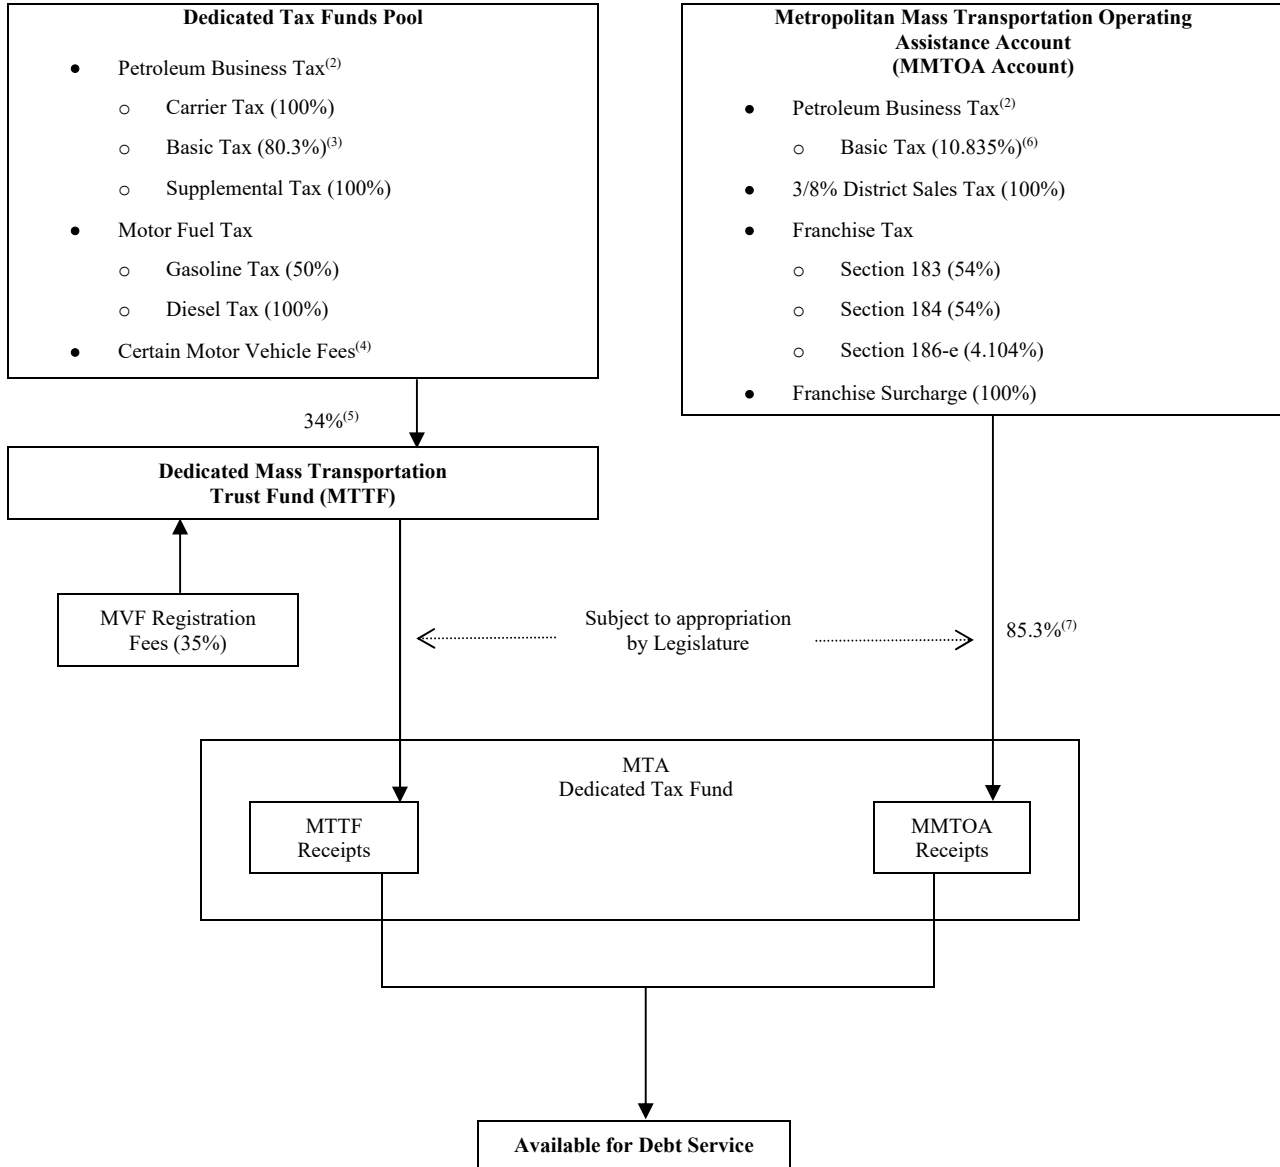 Dedicated Tax Funds Pool
● Petroleum Business Tax(2)
o Carrier Tax (100%)
o Basic Tax (80.3%)(3)
o Supplemental Tax (100%)
● Motor Fuel Tax
o Gasoline Tax (50%)
o Diesel Tax (100%)
● Certain Motor Vehicle Fees(4)
Metropolitan Mass Transportation Operating
Assistance Account
(MMTOA Account)
● Petroleum Business Tax(2)
o Basic Tax (10.835%)(6)
● 3/8% District Sales Tax (100%)
● Franchise Tax
o Section 183 (54%)
o Section 184 (54%)
o Section 186-e (4.104%)
● Franchise Surcharge (100%)
34%(5)
Dedicated Mass Transportation
Trust Fund (MTTF)
MVF Registration
Fees (35%)
Subject to appropriation
by Legislature
85.3%(7)
MTA
Dedicated Tax Fund
MTTF
Receipts
MMTOA
Receipts
Available for Debt Service